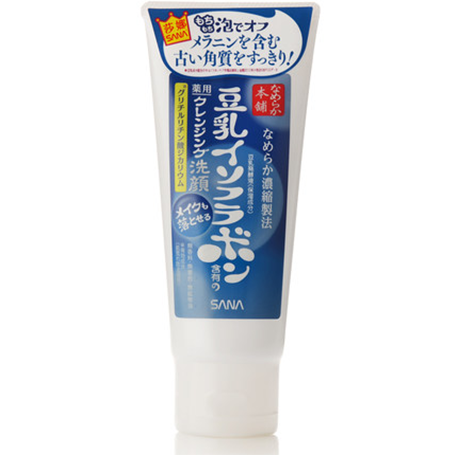 莎娜
SANA
もちもち泡でオフ
メラニンを含む
古い角質をすっきり！
なめらか
本舗
なめらか濃縮製法
豆乳イソフラボン
含有の
薬用
クレンジング洗顔
*グリチルリチン酸ジカリウム
メイクも
落とせる
SANA